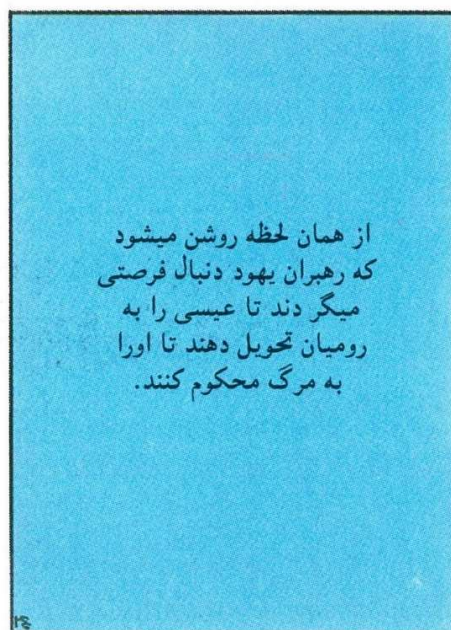 از همان لحظه روشن میشود
که رهبران یهود دنبال فرصتی
میگر دند تا عیسی را به
رومیان تحویل دهند تا اورا
به مرگ محکوم کنند.